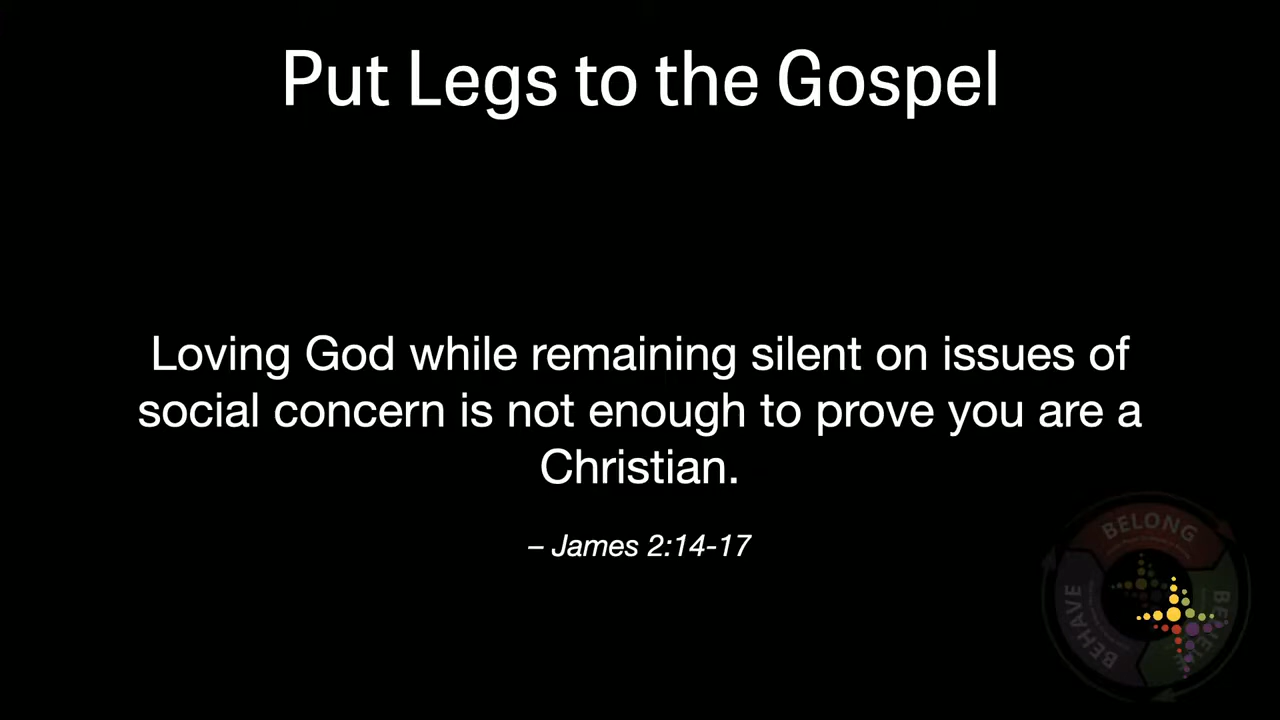 Put Legs to the Gospel
Loving God while remaining silent on issues of
social concern is not enough to prove you are a
Christian.
– James 2:14-17
BELONG
BEHAVE